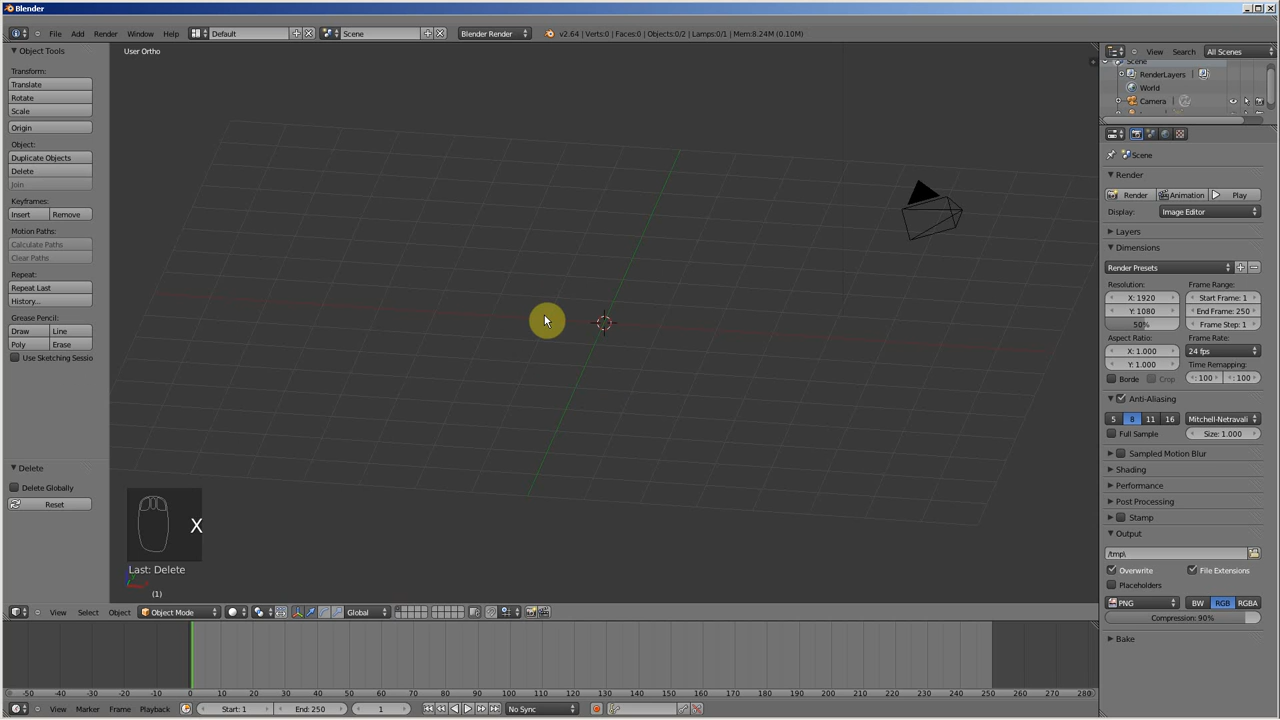 Blender
File Add Render Window Help Default Scene Blender Render v2.64 | Verts:0 | Faces:0 | Objects:0/2 | Lamps:0/1 | Mem:8.24M (0.10M)
Object Tools
Transform:
Translate
Rotate
Scale
Origin
Object:
Duplicate Objects
Delete
Join
Keyframes:
Insert Remove
Motion Paths:
Calculate Paths
Clear Paths
Repeat:
Repeat Last
History...
Grease Pencil:
Draw Line
Poly Erase
Use Sketching Sessio
Delete
Delete Globally
Reset
User Ortho
X
Last: Delete
(1)
View Select Object Object Mode Global
-50 -40 -30 -20 -10 0 10 20 30 40 50 60 70 80 90 100 110 120 130 140 150 160 170 180 190 200 210 220 230 240 250 260 270 280
View Marker Frame Playback Start: 1 End: 250 1 No Sync
View Search All Scenes
Scene
RenderLayers
World
Camera
Scene
Render
Render Animation Play
Display: Image Editor
Layers
Dimensions
Render Presets
Resolution: Frame Range:
X: 1920 Start Frame: 1
Y: 1080 End Frame: 250
50% Frame Step: 1
Aspect Ratio: Frame Rate:
X: 1.000 24 fps
Y: 1.000 Time Remapping:
Borde Crop : 100 : 100
Anti-Aliasing
5 8 11 16 Mitchell-Netravali
Full Sample Size: 1.000
Sampled Motion Blur
Shading
Performance
Post Processing
Stamp
Output
/tmp\
Overwrite File Extensions
Placeholders
PNG BW RGB RGBA
Compression: 90%
Bake